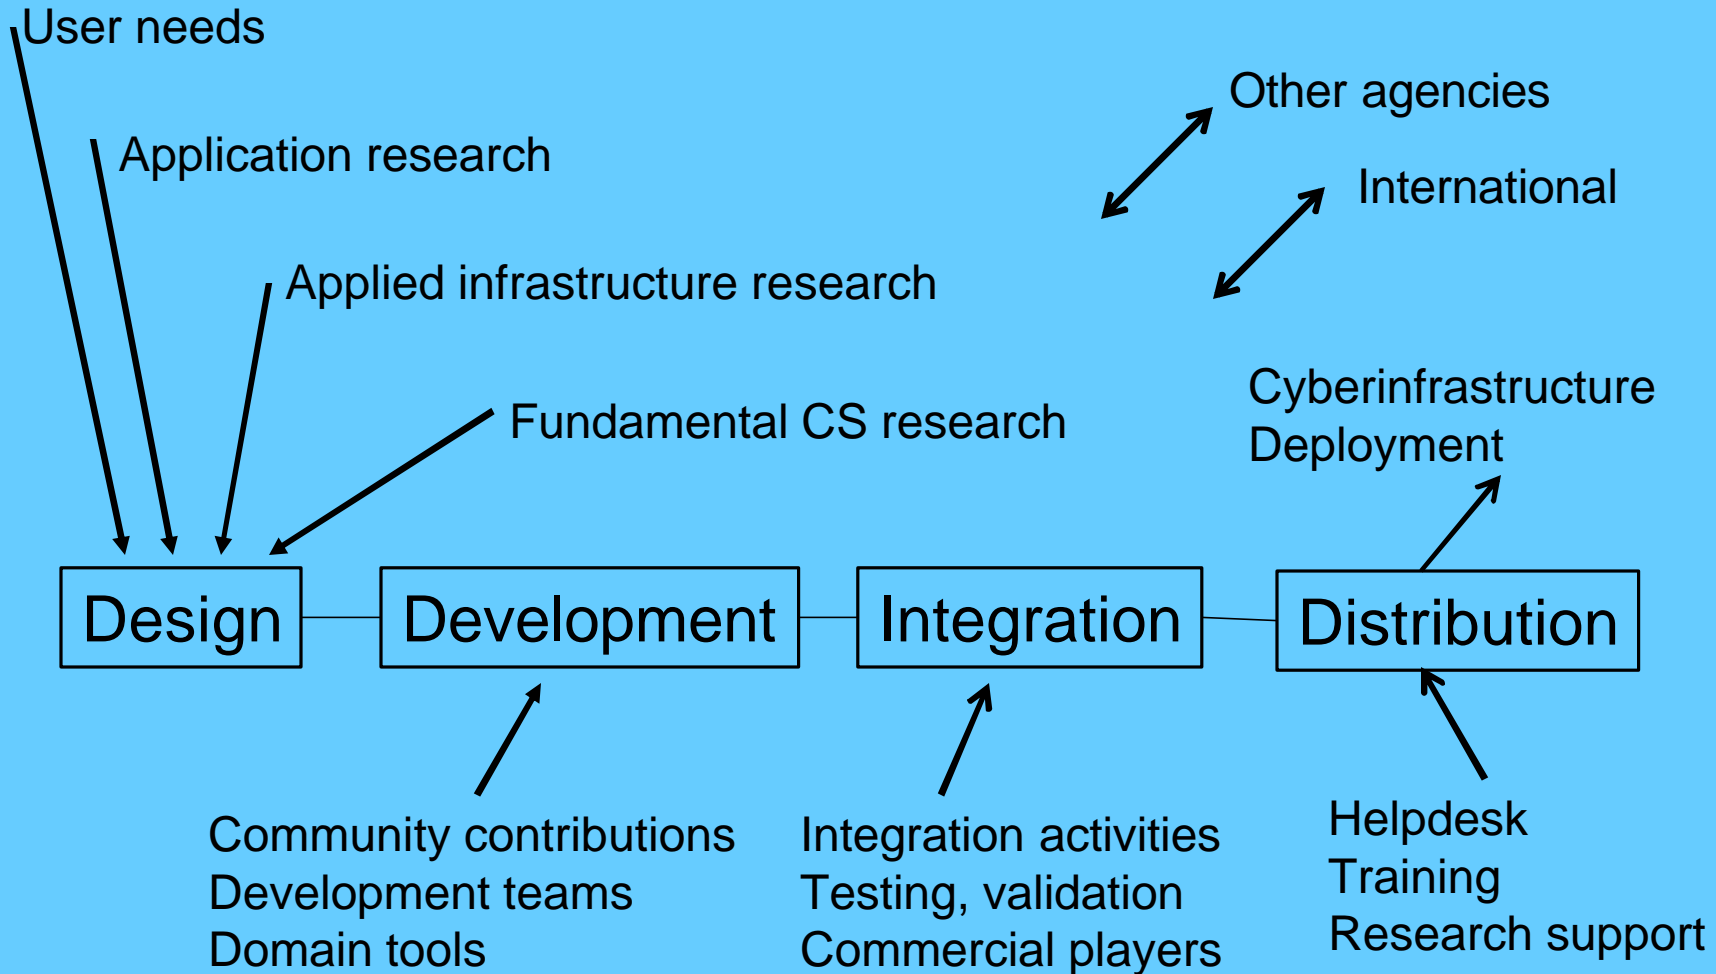 User needs
Other agencies
Application research
International
Applied infrastructure research
Cyberinfrastructure
Deployment
Fundamental CS research
Design
Development
Integration
Distribution
Community contributions
Development teams
Domain tools
Integration activities
Testing, validation
Commercial players
Helpdesk
Training
Research support